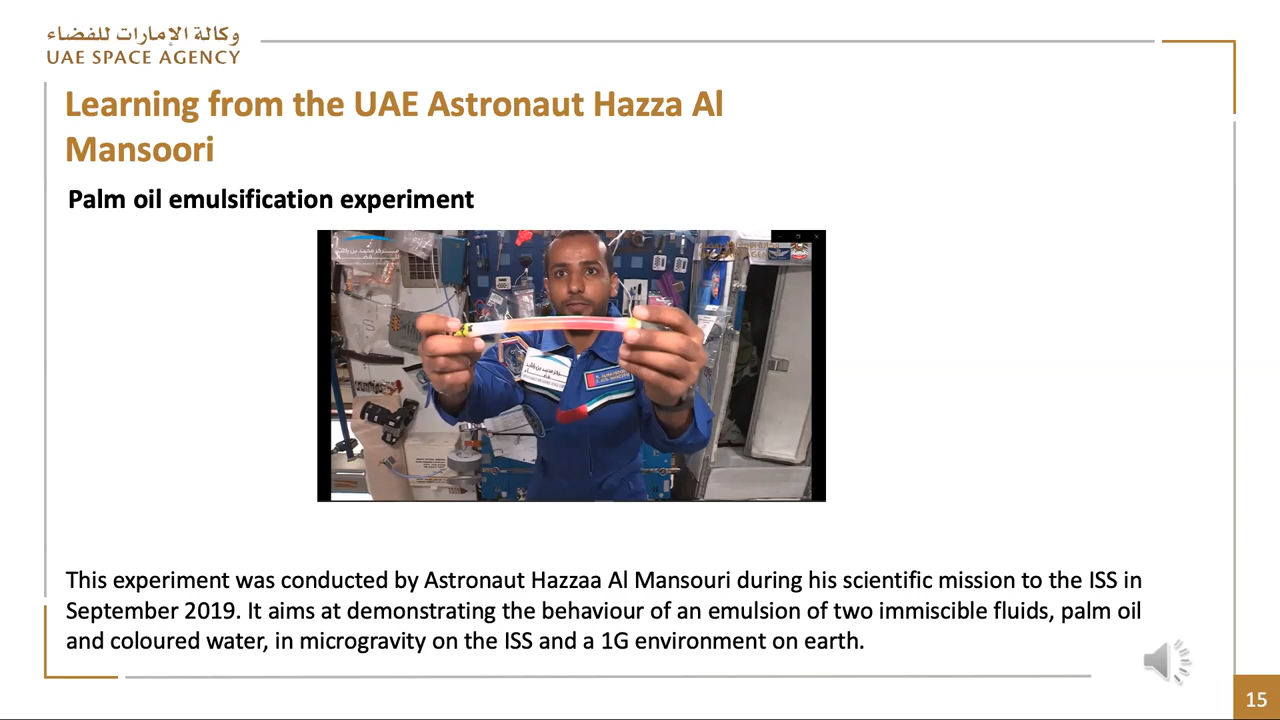 وكالة الإمارات للفضاء
UAE SPACE AGENCY
Learning from the UAE Astronaut Hazza Al
Mansoori
Palm oil emulsification experiment
This experiment was conducted by Astronaut Hazzaa Al Mansouri during his scientific mission to the ISS in
September 2019. It aims at demonstrating the behaviour of an emulsion of two immiscible fluids, palm oil
and coloured water, in microgravity on the ISS and a 1G environment on earth.
15